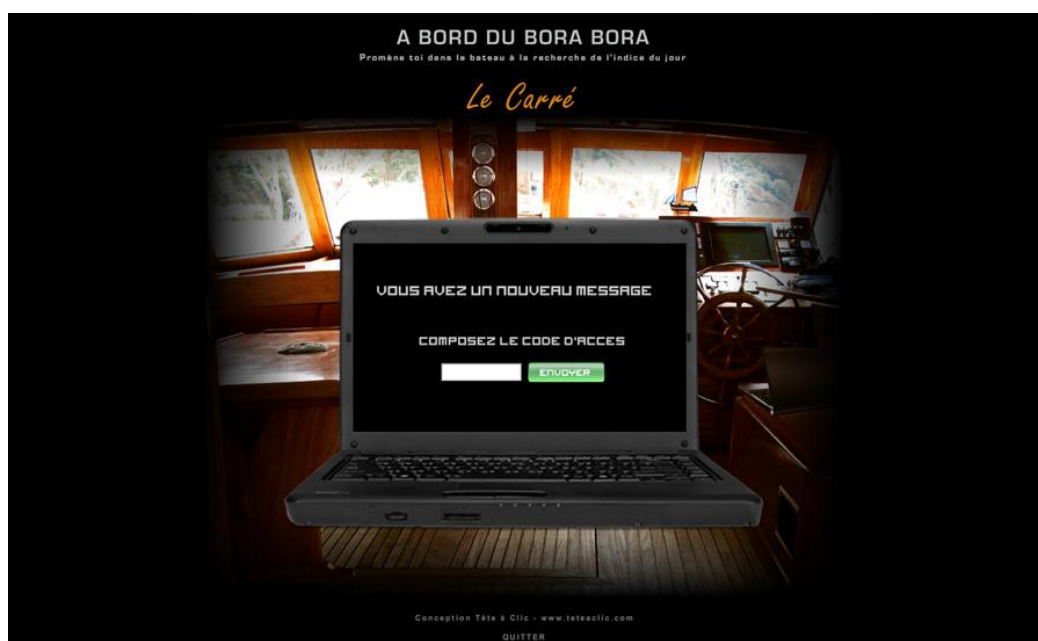 A BORD DU BORA BORA
Promène toi dans le bateau à la recherche de l'indice du jour
Le Carré
VOUS AVEZ UN NOUVEAU MESSAGE
COMPOSEZ LE CODE D'ACCES
ENVOYER
Conception Tête à Clic - www.teteaclic.com
QUITTER